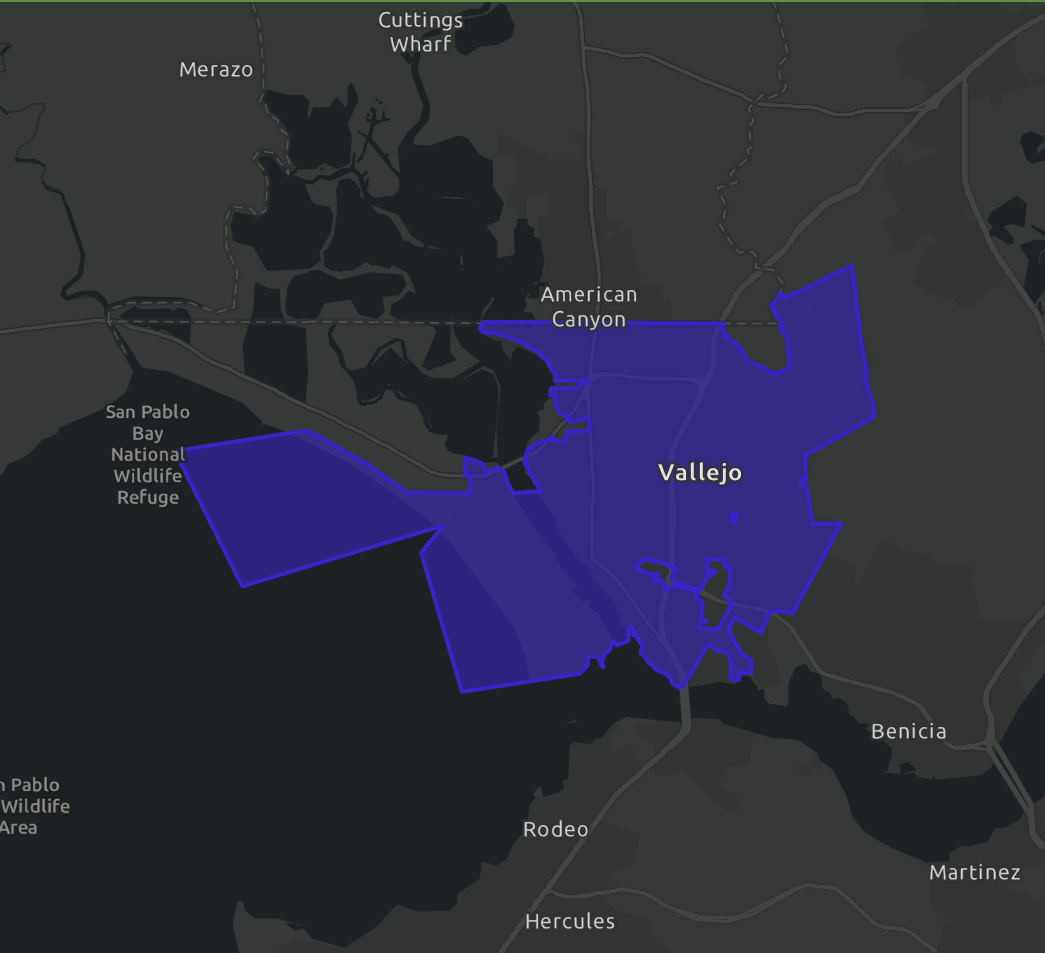 Cuttings
Wharf
Merazo
American
Canyon
San Pablo
Bay
National
Wildlife
Refuge
Vallejo
Benicia
n Pablo
Wildlife
Area
Rodeo
Martinez
Hercules